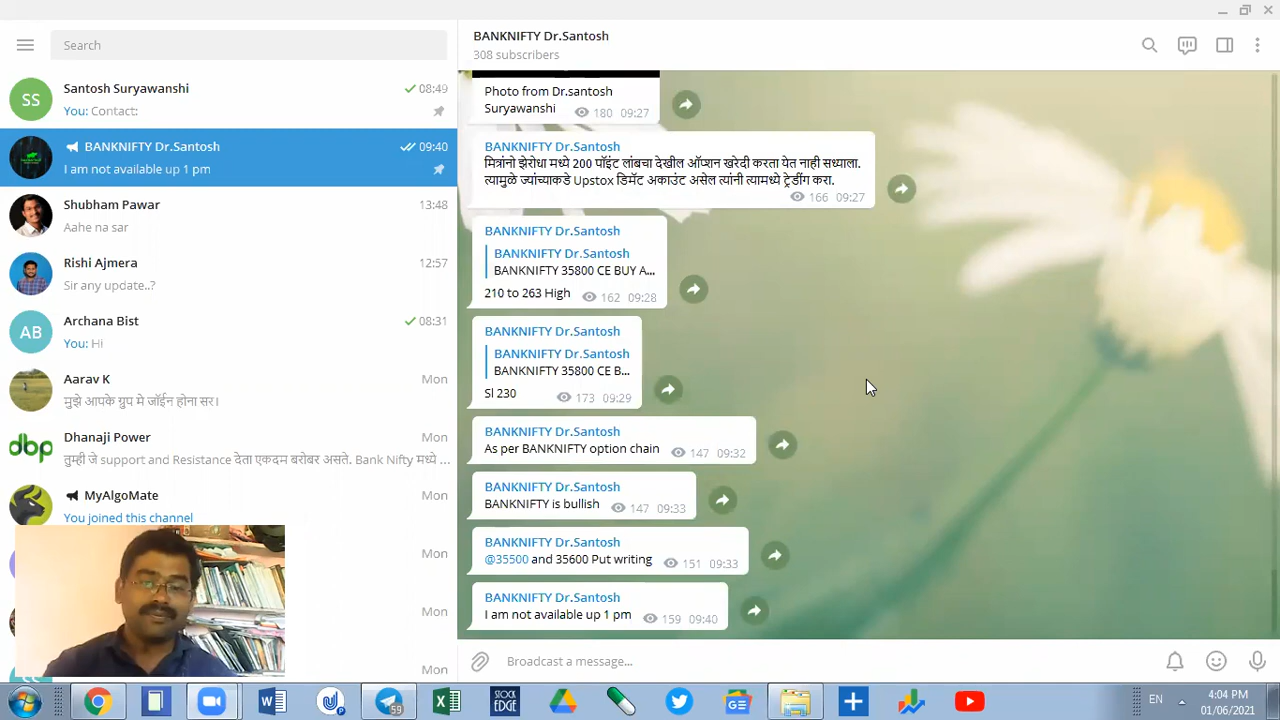 Search
SS
Santosh Suryawanshi
08:49
You: Contact:
BANKNIFTY Dr.Santosh
09:40
I am not available up 1 pm
Shubham Pawar
13:48
Aahe na sar
Rishi Ajmera
12:57
Sir any update..?
AB
Archana Bist
08:31
You: Hi
Aarav K
Mon
मुझे आपके ग्रुप मे जॉईन होना सर।
dbp
Dhanaji Power
Mon
तुम्ही जे support and Resistance देता एकदम बरोबर असते. Bank Nifty मध्ये ...
MyAlgoMate
Mon
You joined this channel
Mon
Mon
Mon
BANKNIFTY Dr.Santosh
308 subscribers
Photo from Dr.santosh
Suryawanshi
180 09:27
BANKNIFTY Dr.Santosh
मित्रांनो झेरोधा मध्ये 200 पॉइंट लांबचा देखील ऑप्शन खरेदी करता येत नाही सध्याला.
त्यामुळे ज्यांच्याकडे Upstox डिमॅट अकाउंट असेल त्यांनी त्यामध्ये ट्रेडींग करा.
166 09:27
BANKNIFTY Dr.Santosh
BANKNIFTY Dr.Santosh
BANKNIFTY 35800 CE BUY A...
210 to 263 High
162 09:28
BANKNIFTY Dr.Santosh
BANKNIFTY Dr.Santosh
BANKNIFTY 35800 CE B...
Sl 230
173 09:29
BANKNIFTY Dr.Santosh
As per BANKNIFTY option chain
147 09:32
BANKNIFTY Dr.Santosh
BANKNIFTY is bullish
147 09:33
BANKNIFTY Dr.Santosh
@35500 and 35600 Put writing
151 09:33
BANKNIFTY Dr.Santosh
I am not available up 1 pm
159 09:40
Broadcast a message...
59
STOCK
EDGE
EN
4:04 PM
01/06/2021